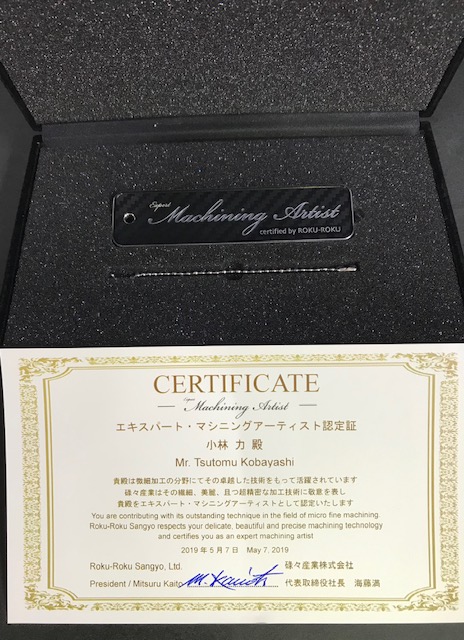 Expert
Machining Artist
certified by ROKU-ROKU
CERTIFICATE
Expert
Machining Artist
エキスパート・マシニングアーティスト認定証
小林 力 殿
Mr. Tsutomu Kobayashi
貴殿は微細加工の分野にてその卓越した技術をもって活躍されています
碌々産業はその繊細、美麗、且つ超精密な加工技術に敬意を表し
貴殿をエキスパート・マシニングアーティストとして認定いたします
You are contributing with its outstanding technique in the field of micro fine machining.
Roku-Roku Sangyo respects your delicate, beautiful and precise machining technology
and certifies you as an expert machining artist
2019年5月7日 May 7. 2019
Roku-Roku Sangyo, Ltd. 碌々産業株式会社
President / Mitsuru Kaito M. Kaitoh 代表取締役社長 海藤満